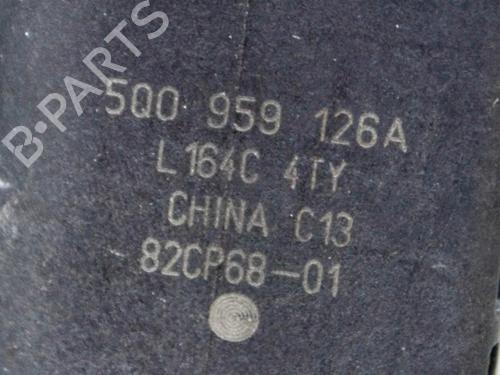 B-PARTS
5Q0 959 126A
L164C 4TY
CHINA C13
82CP68-01